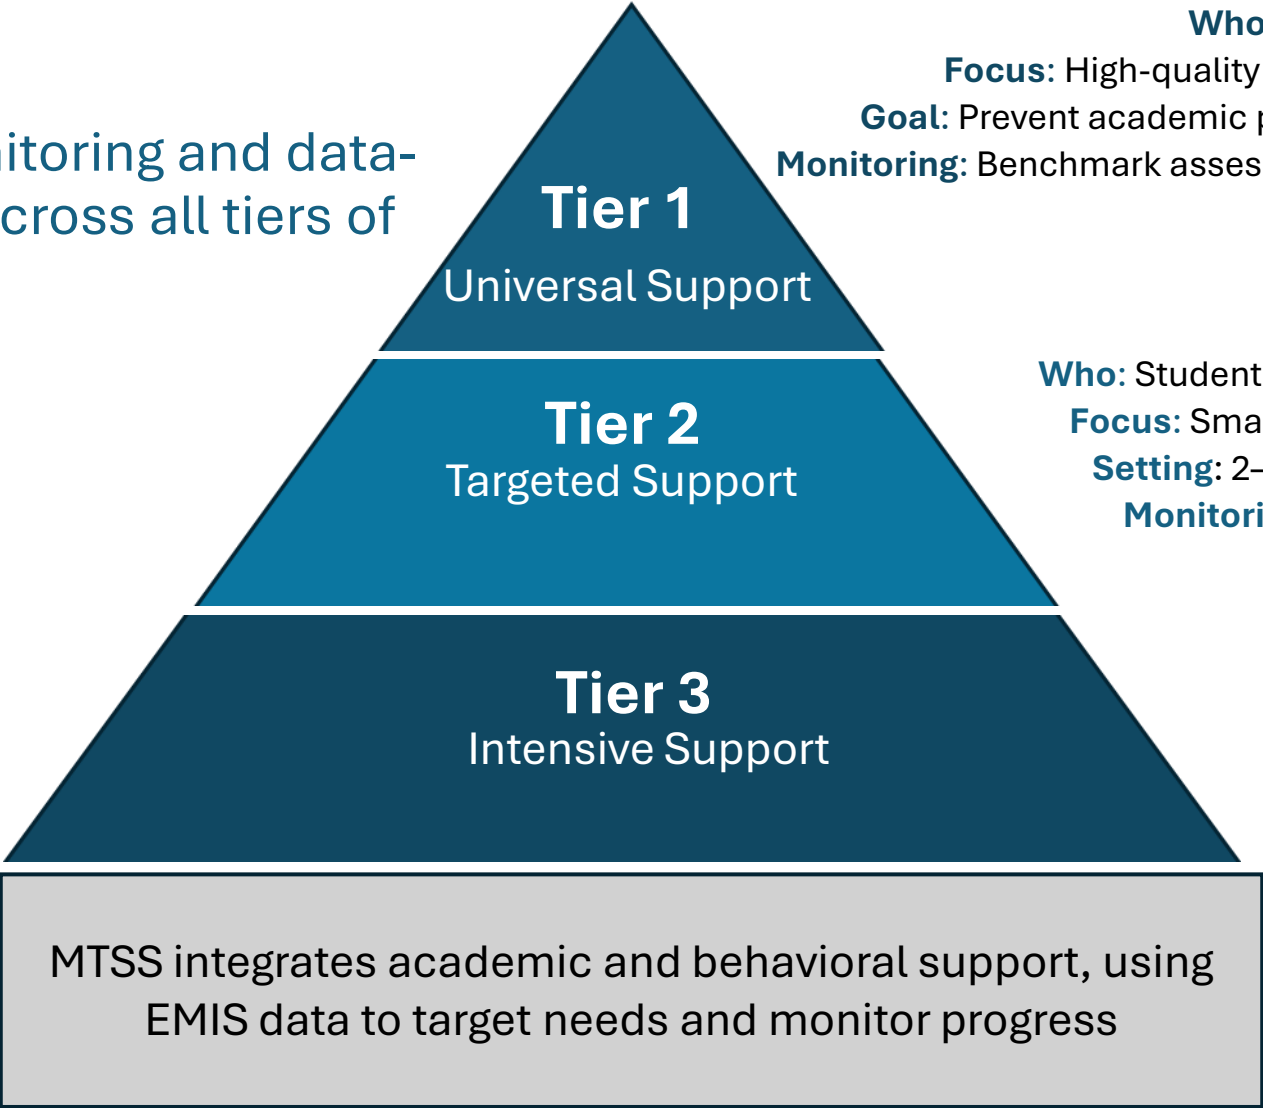 itoring and data-
cross all tiers of
Tier 1
Universal Support
Who
Focus: High-quality
Goal: Prevent academic
Monitoring: Benchmark asses
Tier 2
Targeted Support
Who: Student
Focus: Sma
Setting: 2–
Monitori
Tier 3
Intensive Support
MTSS integrates academic and behavioral support, using
EMIS data to target needs and monitor progress